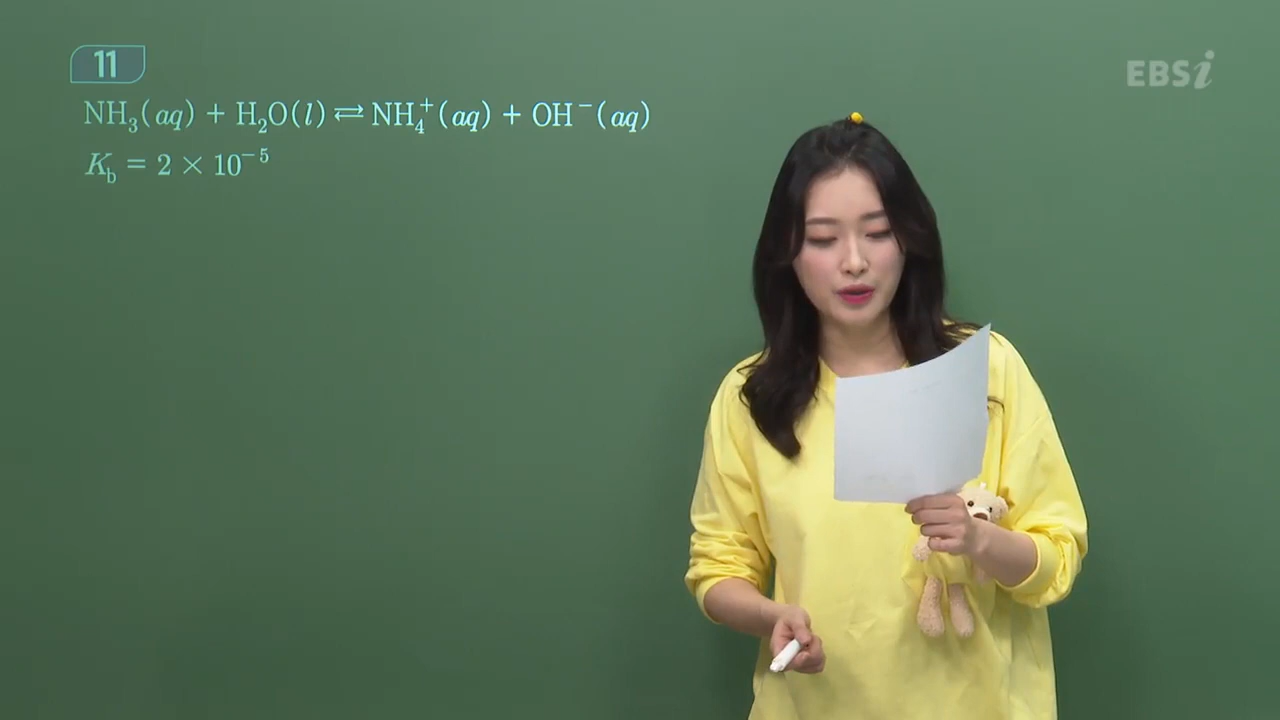 11
EBSi
NH₃(aq) + H₂O(l) ⇌ NH₄⁺(aq) + OH⁻(aq)
K_b = 2 × 10⁻⁵